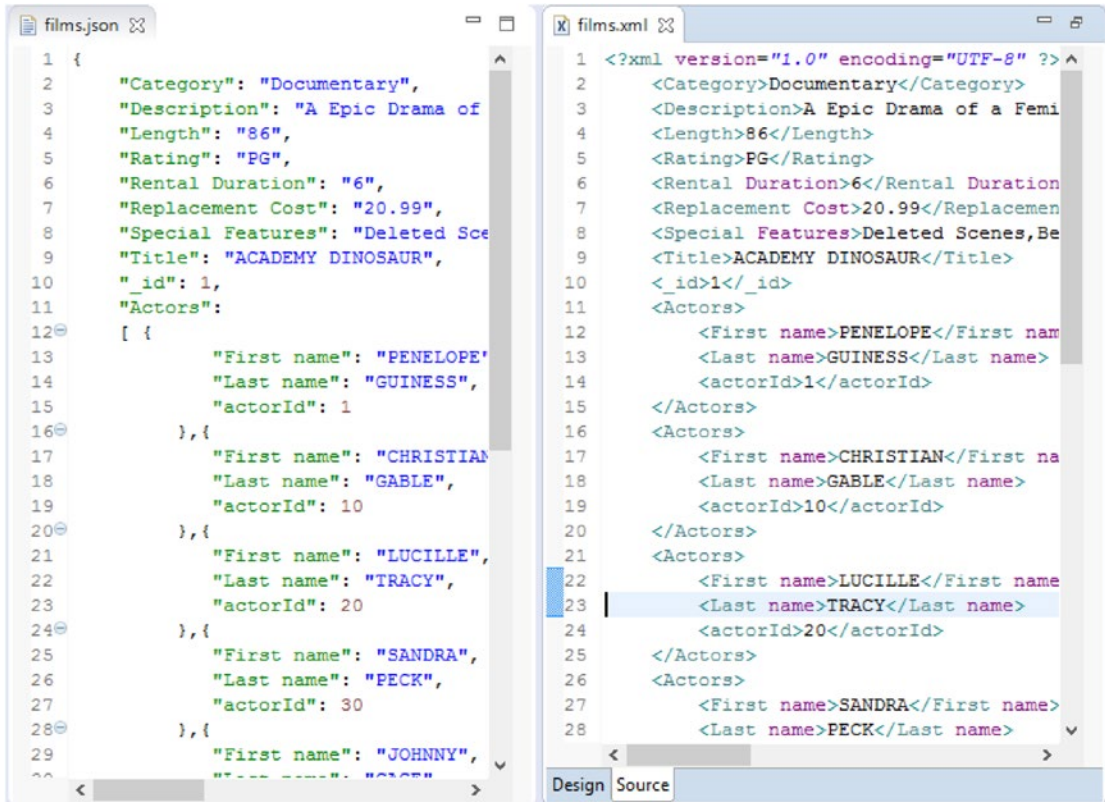 films.json
1 {
2 "Category": "Documentary",
3 "Description": "A Epic Drama of
4 "Length": "86",
5 "Rating": "PG",
6 "Rental Duration": "6",
7 "Replacement Cost": "20.99",
8 "Special Features": "Deleted Sce
9 "Title": "ACADEMY DINOSAUR",
10 "_id": 1,
11 "Actors":
12 [ {
13 "First name": "PENELOPE"
14 "Last name": "GUINESS",
15 "actorId": 1
16 },{
17 "First name": "CHRISTIAN
18 "Last name": "GABLE",
19 "actorId": 10
20 },{
21 "First name": "LUCILLE",
22 "Last name": "TRACY",
23 "actorId": 20
24 },{
25 "First name": "SANDRA",
26 "Last name": "PECK",
27 "actorId": 30
28 },{
29 "First name": "JOHNNY",
films.xml
1 <?xml version="1.0" encoding="UTF-8" ?>
2 <Category>Documentary</Category>
3 <Description>A Epic Drama of a Femi
4 <Length>86</Length>
5 <Rating>PG</Rating>
6 <Rental Duration>6</Rental Duration
7 <Replacement Cost>20.99</Replacemen
8 <Special Features>Deleted Scenes,Be
9 <Title>ACADEMY DINOSAUR</Title>
10 <_id>1</_id>
11 <Actors>
12 <First name>PENELOPE</First nam
13 <Last name>GUINESS</Last name>
14 <actorId>1</actorId>
15 </Actors>
16 <Actors>
17 <First name>CHRISTIAN</First na
18 <Last name>GABLE</Last name>
19 <actorId>10</actorId>
20 </Actors>
21 <Actors>
22 <First name>LUCILLE</First name
23 <Last name>TRACY</Last name>
24 <actorId>20</actorId>
25 </Actors>
26 <Actors>
27 <First name>SANDRA</First name>
28 <Last name>PECK</Last name>
Design Source